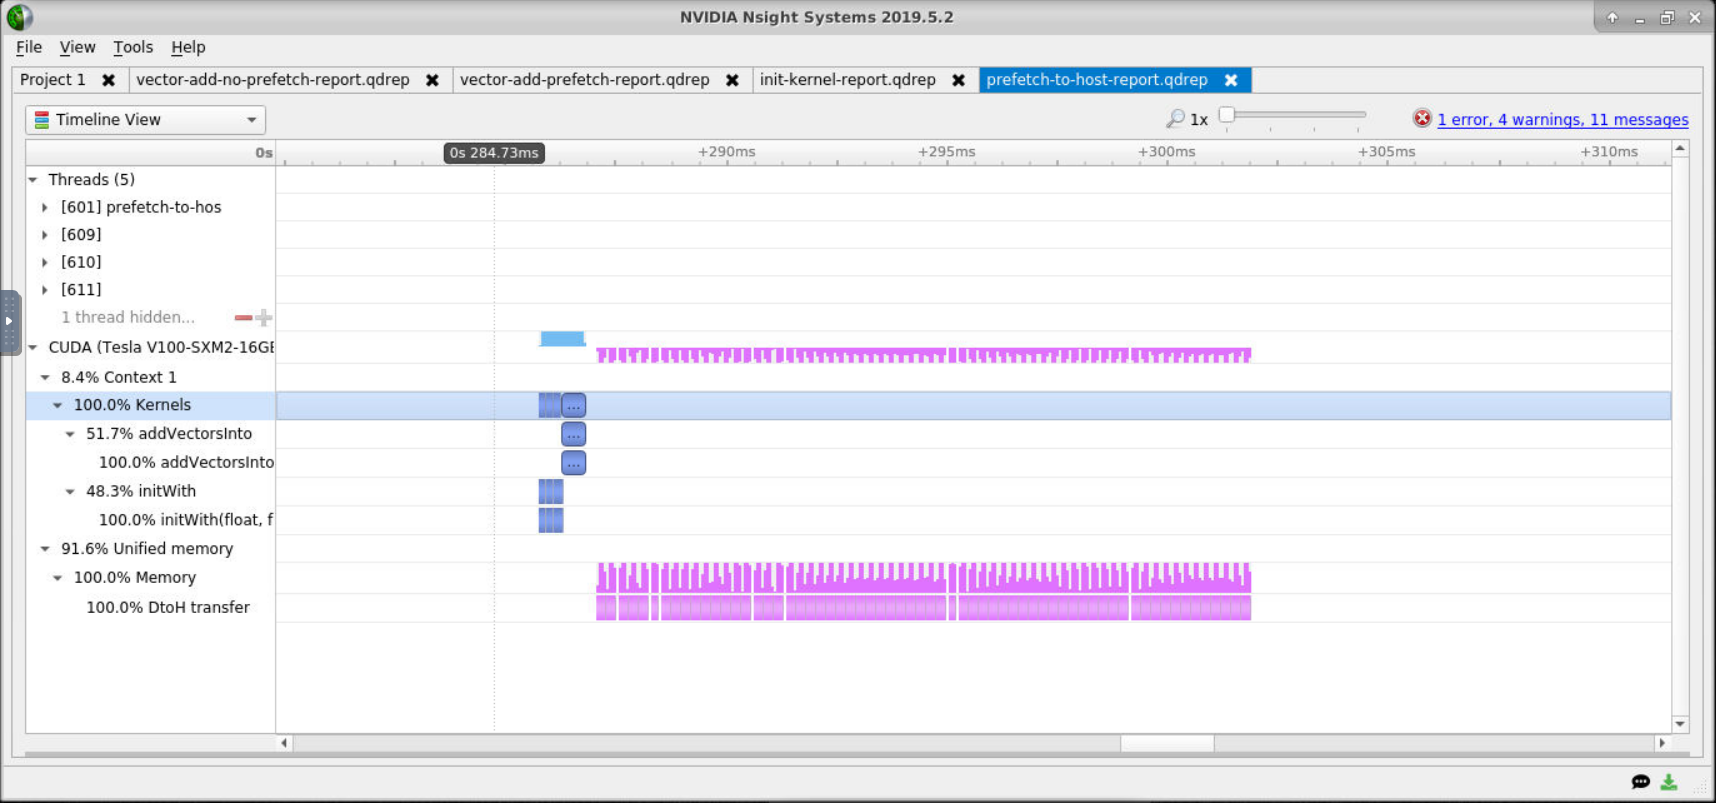 NVIDIA Nsight Systems 2019.5.2
File View Tools Help
Project 1 vector-add-no-prefetch-report.qdrep vector-add-prefetch-report.qdrep init-kernel-report.qdrep prefetch-to-host-report.qdrep
Timeline View 1x 1 error, 4 warnings, 11 messages
0s 0s 284.73ms +290ms +295ms +300ms +305ms +310ms
Threads (5)
[601] prefetch-to-hos
[609]
[610]
[611]
1 thread hidden...
CUDA (Tesla V100-SXM2-16GB
8.4% Context 1
100.0% Kernels ...
51.7% addVectorsInto ...
100.0% addVectorsInto ...
48.3% initWith
100.0% initWith(float, f
91.6% Unified memory
100.0% Memory
100.0% DtoH transfer